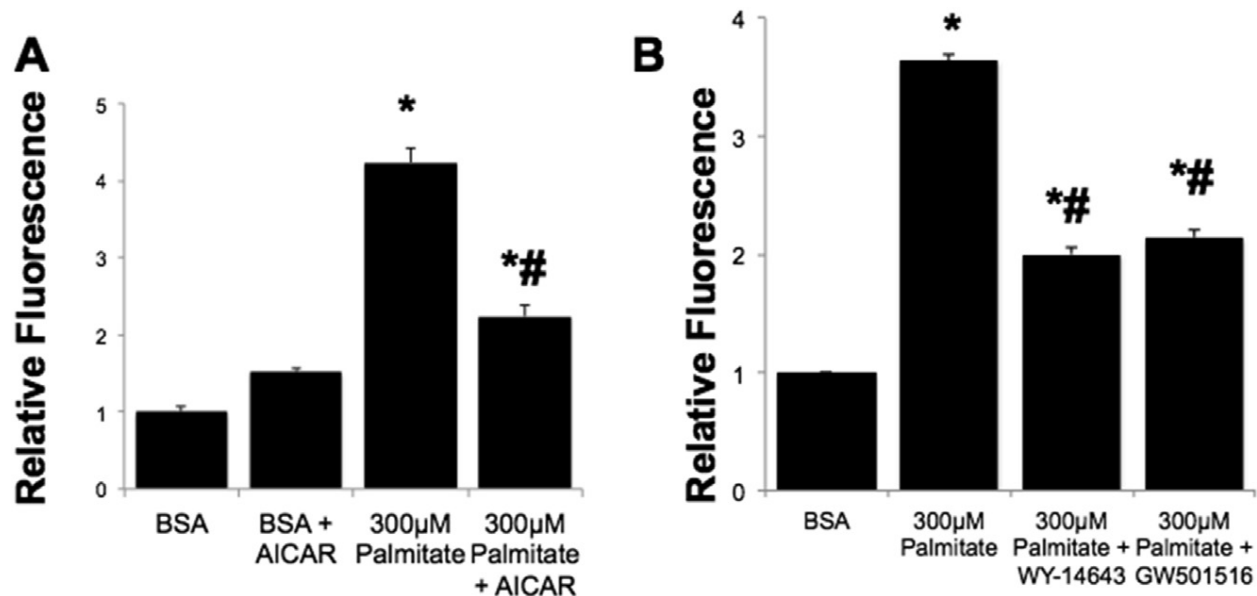 A
Relative Fluorescence
5
4
3
2
1
0
*
*#
BSA
BSA +
AICAR
300µM
Palmitate
300µM
Palmitate
+ AICAR
B
Relative Fluorescence
4
3
2
1
0
*
*#
*#
BSA
300µM
Palmitate
300µM
Palmitate +
WY-14643
300µM
Palmitate +
GW501516